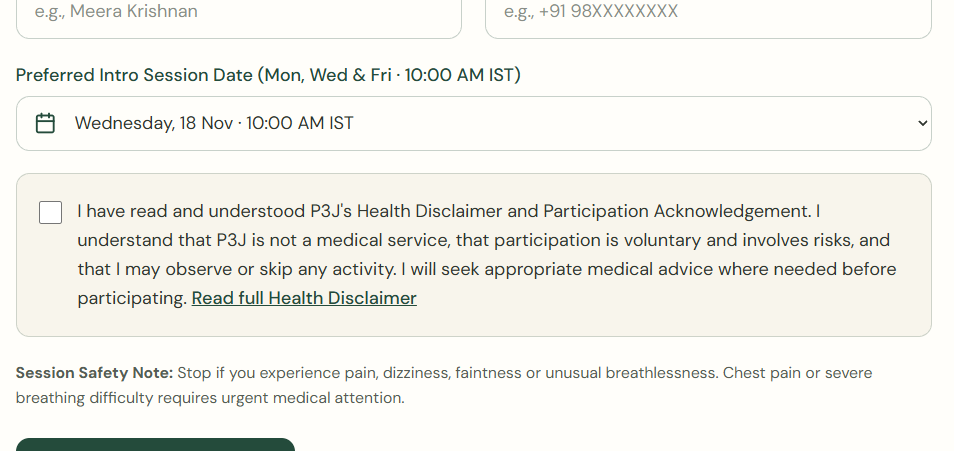 e.g., Meera Krishnan
e.g., +91 98XXXXXXXX
Preferred Intro Session Date (Mon, Wed & Fri · 10:00 AM IST)
Wednesday, 18 Nov · 10:00 AM IST
I have read and understood P3J's Health Disclaimer and Participation Acknowledgement. I
understand that P3J is not a medical service, that participation is voluntary and involves risks, and
that I may observe or skip any activity. I will seek appropriate medical advice where needed before
participating. Read full Health Disclaimer
Session Safety Note: Stop if you experience pain, dizziness, faintness or unusual breathlessness. Chest pain or severe
breathing difficulty requires urgent medical attention.